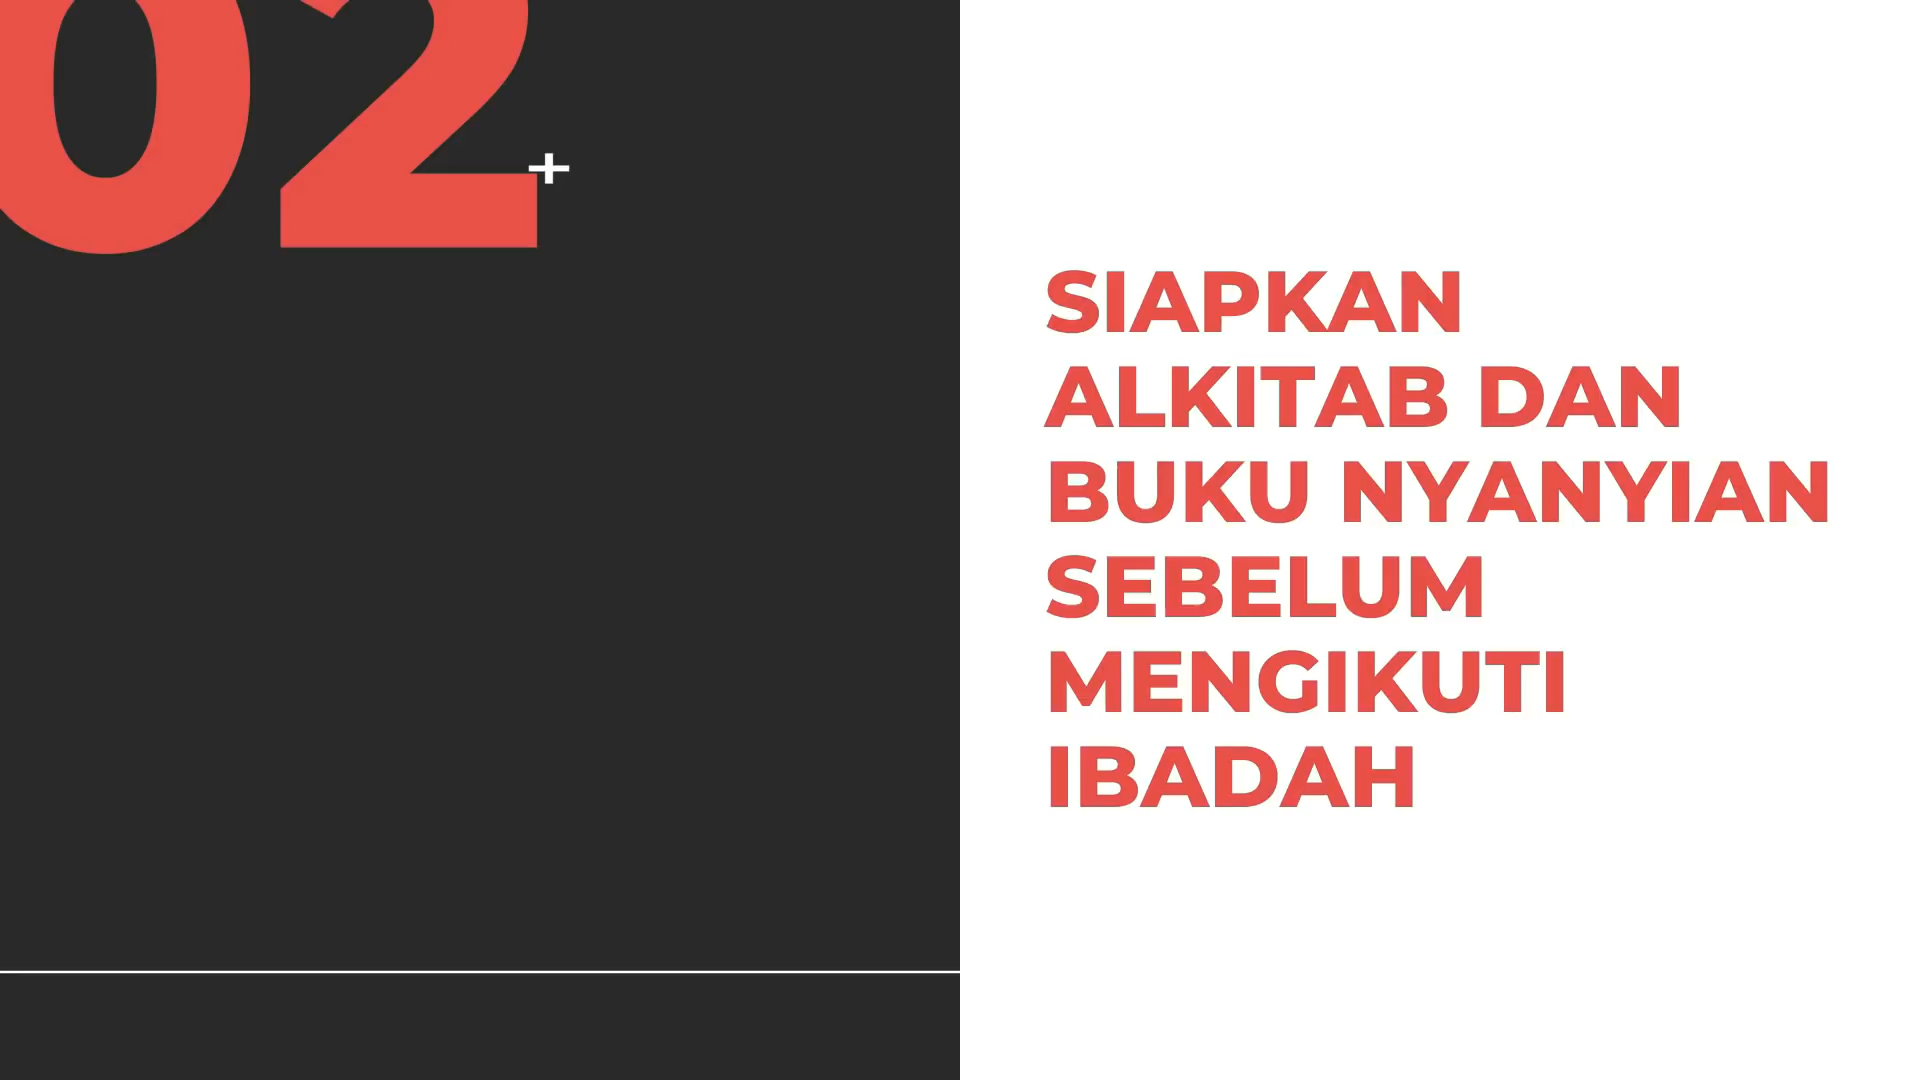 02
SIAPKAN
ALKITAB DAN
BUKU NYANYIAN
SEBELUM
MENGIKUTI
IBADAH